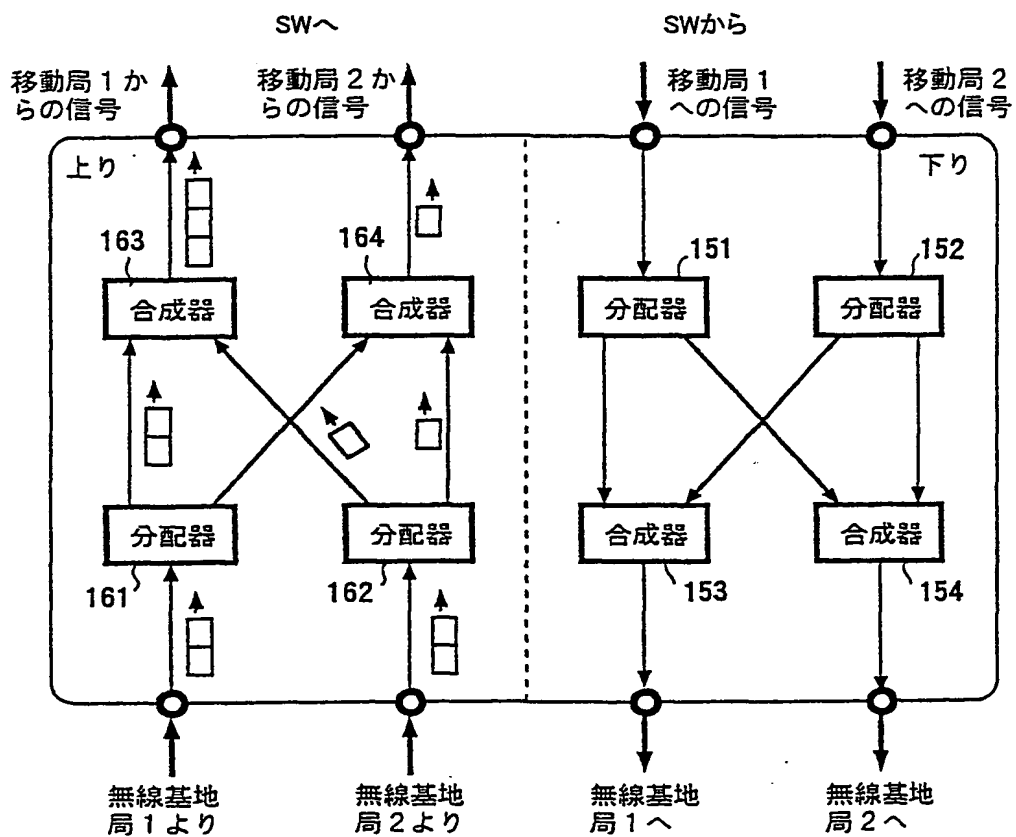 SWへ
SWから
移動局1か
らの信号
移動局2か
らの信号
移動局1
への信号
移動局2
への信号
上り
下り
163
164
151
152
合成器
合成器
分配器
分配器
分配器
分配器
合成器
合成器
161
162
153
154
無線基地
局1より
無線基地
局2より
無線基地
局1へ
無線基地
局2へ